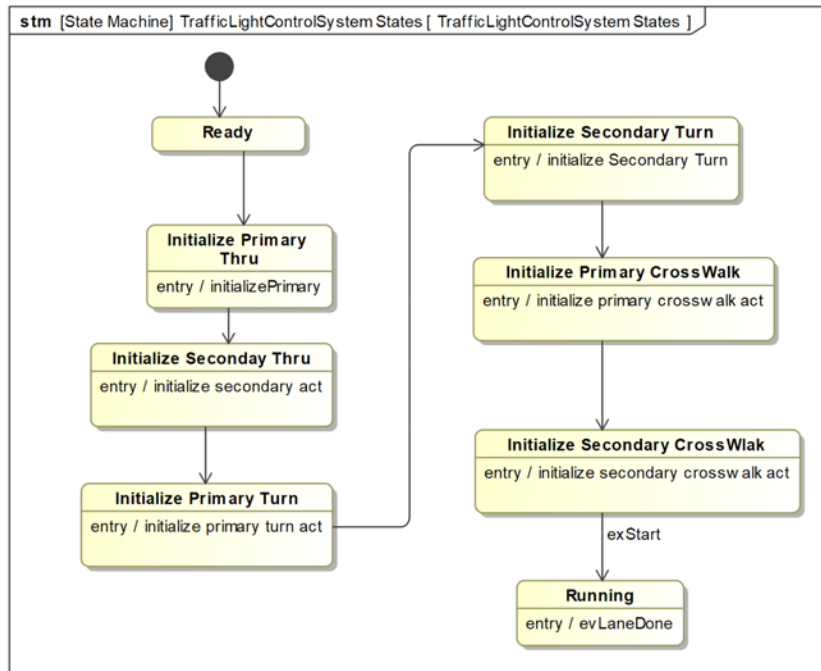 stm [State Machine] TrafficLightControlSystem States [ TrafficLightControlSystem States ]
Ready
Initialize Primary
Thru
entry / initializePrimary
Initialize Seconday Thru
entry / initialize secondary act
Initialize Primary Turn
entry / initialize primary turn act
Initialize Secondary Turn
entry / initialize Secondary Turn
Initialize Primary CrossWalk
entry / initialize primary crosswalk act
Initialize Secondary CrossWlak
entry / initialize secondary crosswalk act
exStart
Running
entry / evLaneDone